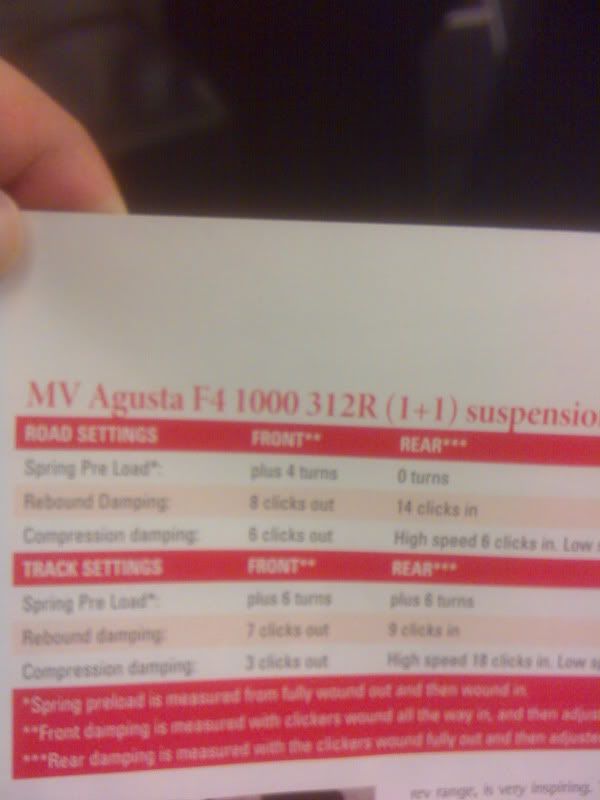 MV Agusta F4 1000 312R (1+1) suspensio
ROAD SETTINGS FRONT** REAR***
Spring Pre Load*: plus 4 turns 0 turns
Rebound Damping: 8 clicks out 14 clicks in
Compression damping: 6 clicks out High speed 6 clicks in. Low s
TRACK SETTINGS FRONT** REAR***
Spring Pre Load*: plus 6 turns plus 6 turns
Rebound damping: 7 clicks out 9 clicks in
Compression damping: 3 clicks out High speed 18 clicks in. Low sp
*Spring preload is measured from fully wound out and then wound in.
**Front damping is measured with clickers wound all the way in, and then adjus
***Rear damping is measured with the clickers wound fully out and then adjuste
rev range, is very inspiring.